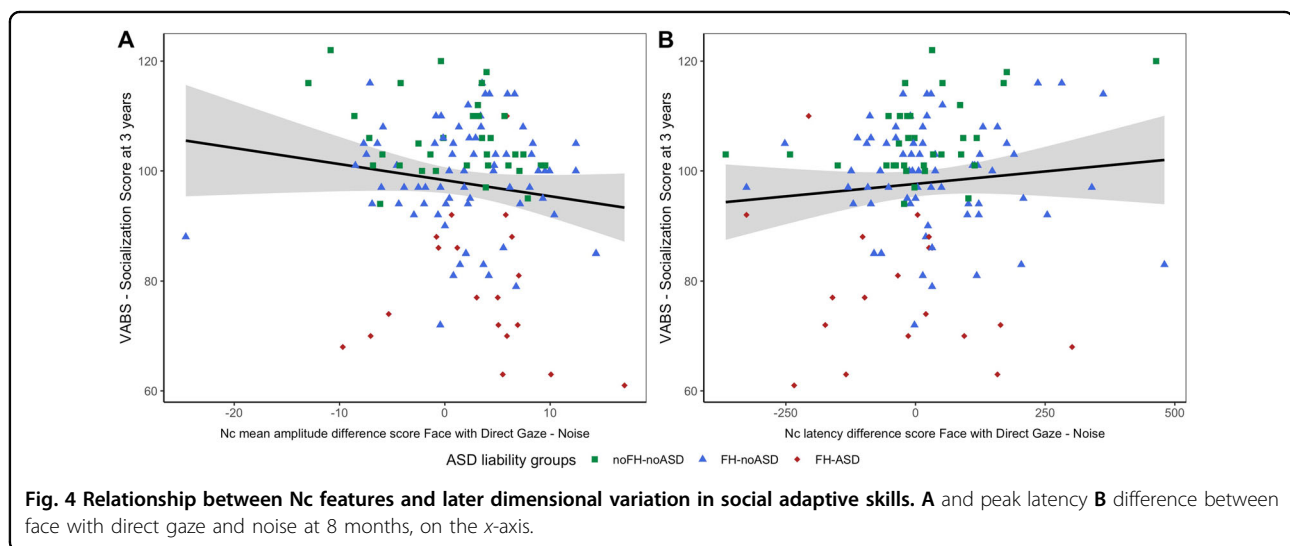 A
VABS - Socialization Score at 3 years
120
100
80
60
-20 -10 0 10
Nc mean amplitude difference score Face with Direct Gaze - Noise
B
VABS - Socialization Score at 3 years
120
100
80
60
-250 0 250 500
Nc latency difference score Face with Direct Gaze - Noise
ASD liability groups noFH-noASD FH-noASD FH-ASD
Fig. 4 Relationship between Nc features and later dimensional variation in social adaptive skills. A and peak latency B difference between
face with direct gaze and noise at 8 months, on the x-axis.